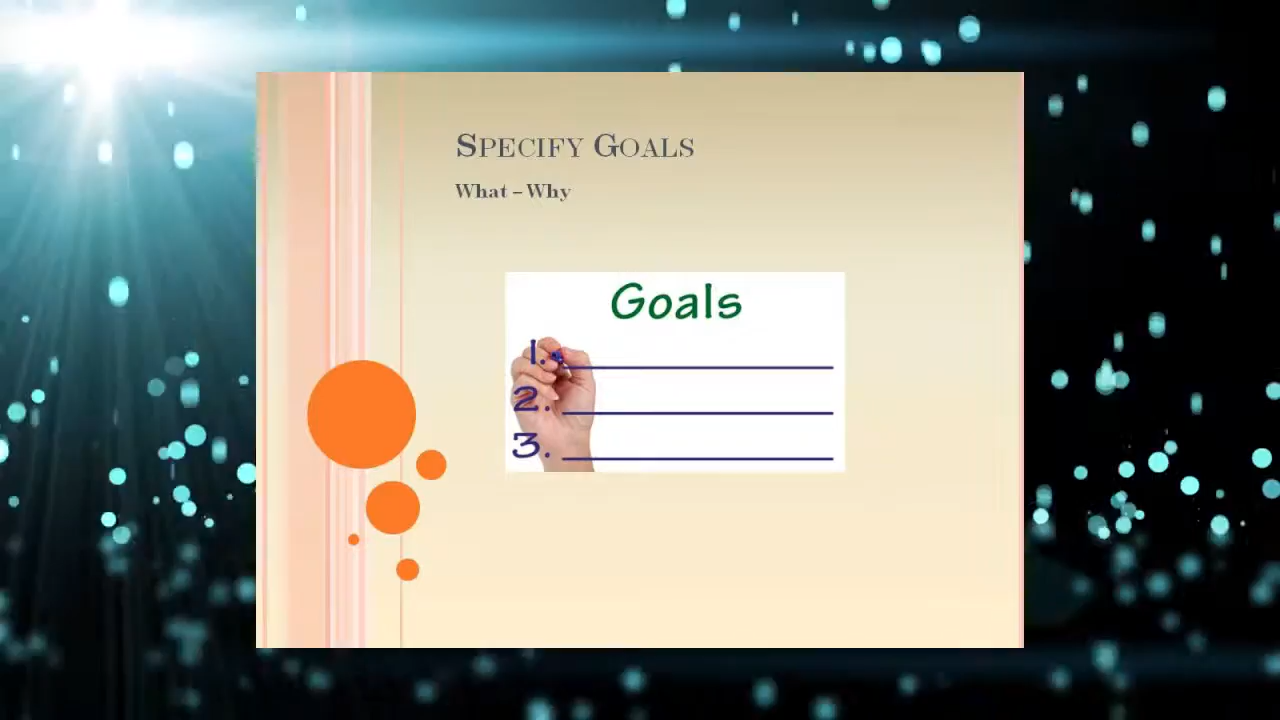 Specify Goals
What – Why
Goals
1.
2.
3.